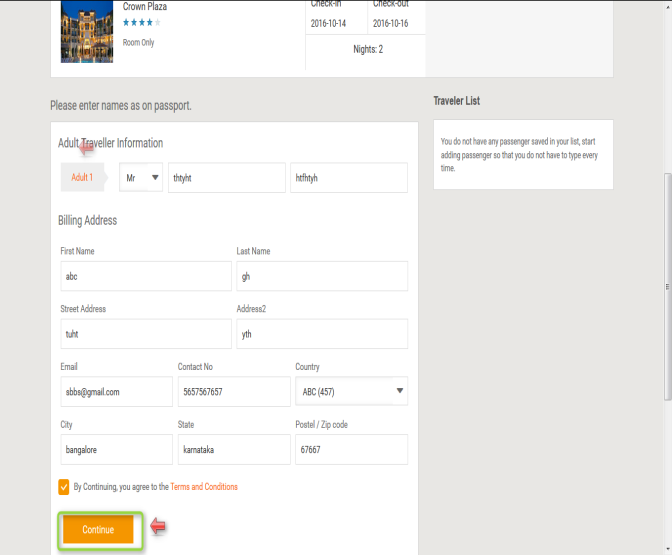 Crown Plaza
Room Only
Check-in
Check-out
2016-10-14
2016-10-16
Nights: 2
Please enter names as on passport.
Traveler List
You do not have any passenger saved in your list, start
adding passenger so that you do not have to type every
time.
Adult Traveller Information
Adult 1
Mr
thtyht
htfhtyh
Billing Address
First Name
Last Name
abc
gh
Street Address
Address2
tuht
yth
Email
Contact No
Country
sbbs@gmail.com
5657567657
ABC (457)
City
State
Postel / Zip code
bangalore
karnataka
67667
By Continuing, you agree to the Terms and Conditions
Continue